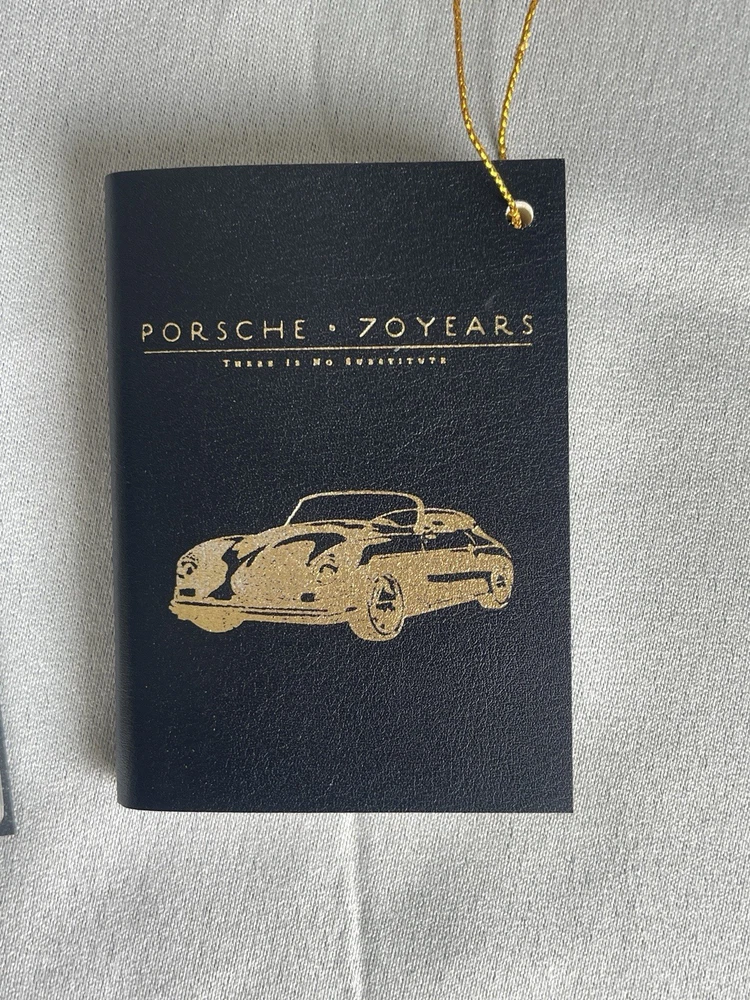 PORSCHE • 70YEARS
THERE IS NO SUBSTITUTE